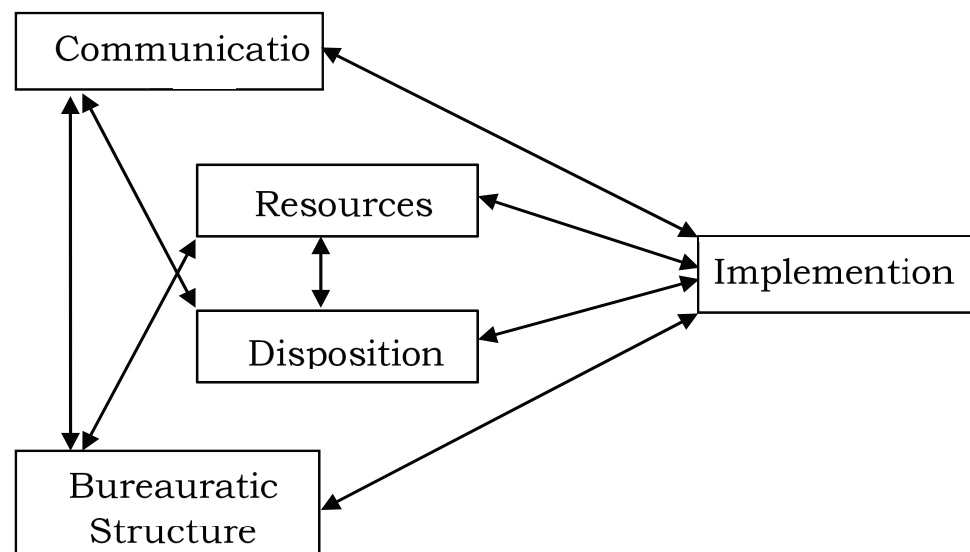 Communicatio
Resources
Implemention
Disposition
Bureauratic
Structure